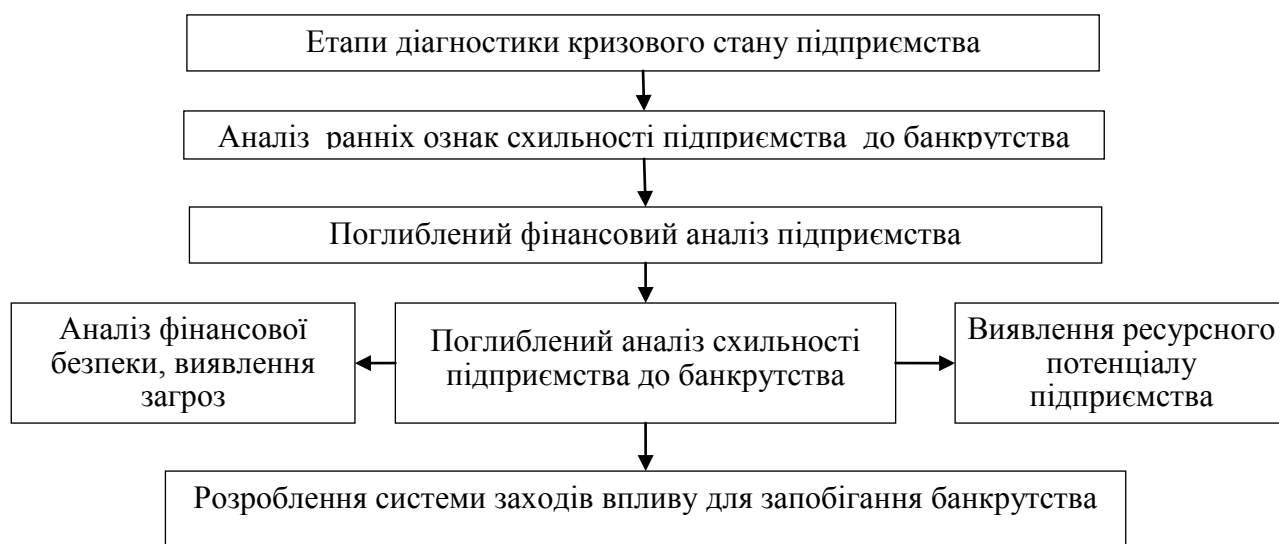 Етапи діагностики кризового стану підприємства
Аналіз ранніх ознак схильності підприємства до банкрутства
Поглиблений фінансовий аналіз підприємства
Аналіз фінансової
безпеки, виявлення
загроз
Поглиблений аналіз схильності
підприємства до банкрутства
Виявлення ресурсного
потенціалу
підприємства
Розроблення системи заходів впливу для запобігання банкрутства